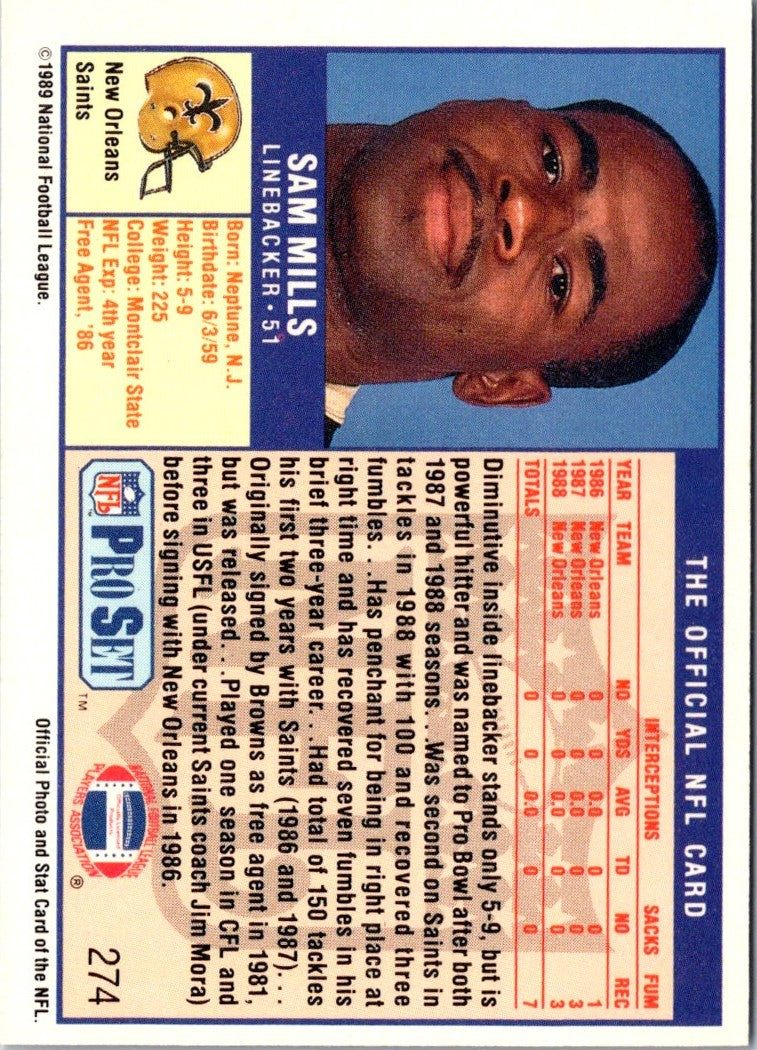 THE OFFICIAL NFL CARD
SAM MILLS
LINEBACKER • 51
New Orleans
Saints
Born: Neptune, N.J.
Birthdate: 6/3/59
Height: 5-9
Weight: 225
College: Montclair State
NFL Exp: 4th year
Free Agent, '86
INTERCEPTIONS SACKS FUM
YEAR TEAM NO YDS AVG TD NO REC
1986 New Orleans 0 0 0.0 0 0 1
1987 New Orleans 0 0 0.0 0 0 3
1988 New Orleans 0 0 0.0 0 0 3
TOTALS 0 0 0.0 0 0 7
Diminutive inside linebacker stands only 5-9, but is
powerful hitter and was named to Pro Bowl after both
1987 and 1988 seasons. . .Was second on Saints in
tackles in 1988 with 100 and recovered three
fumbles. . .Has penchant for being in right place at
right time and has recovered seven fumbles in his
brief three-year career. . .Had total of 150 tackles
his first two years with Saints (1986 and 1987). . .
Originally signed by Browns as free agent in 1981,
but was released. . .Played one season in CFL and
three in USFL (under current Saints coach Jim Mora)
before signing with New Orleans in 1986.
NFL PRO SET ™
NATIONAL FOOTBALL LEAGUE
PLAYERS ASSOCIATION
Officially Licensed
Product
®
274
© 1989 National Football League.
Official Photo and Stat Card of the NFL.